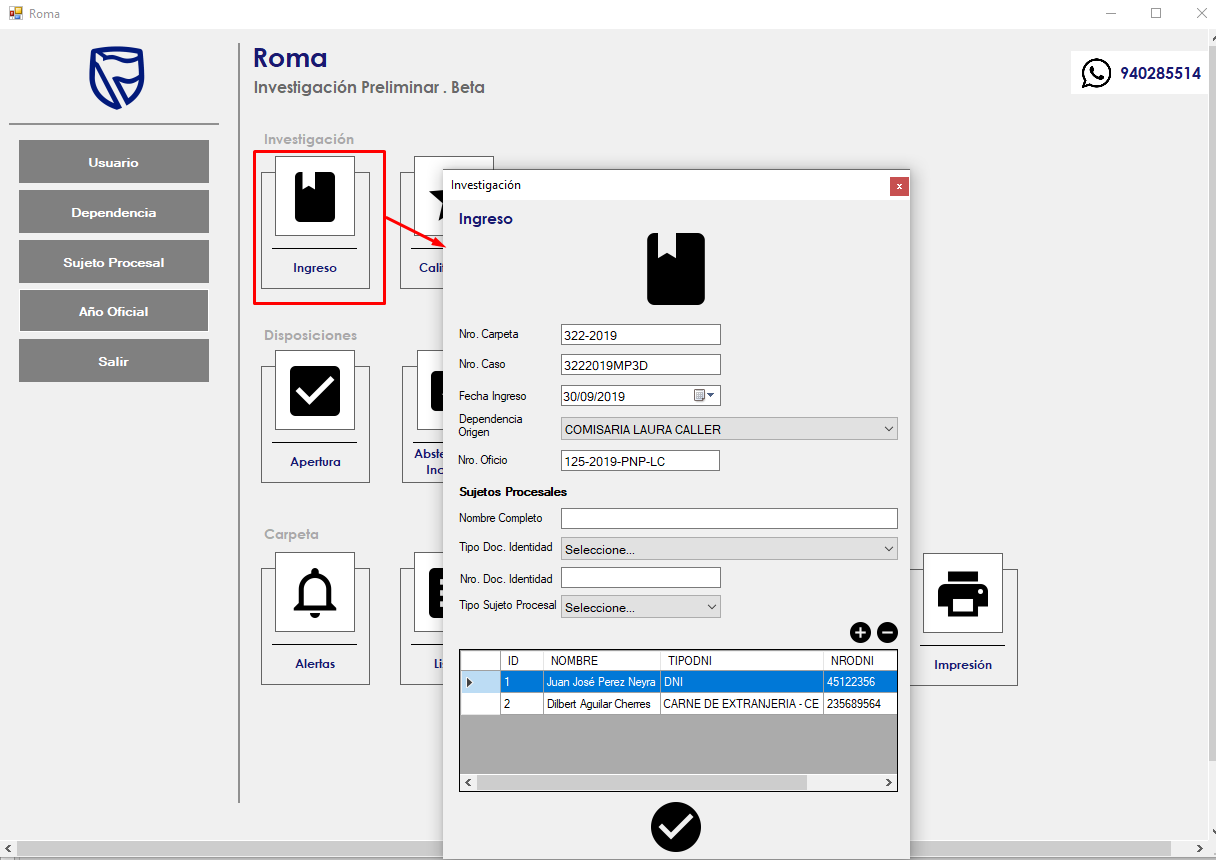 Roma
Roma
Investigación Preliminar . Beta
940285514
Usuario
Dependencia
Sujeto Procesal
Año Oficial
Salir
Investigación
Ingreso
Cali
Disposiciones
Apertura
Abste
Inc
Carpeta
Alertas
Li
Impresión
Investigación
x
Ingreso
Nro. Carpeta 322-2019
Nro. Caso 3222019MP3D
Fecha Ingreso 30/09/2019
Dependencia
Origen COMISARIA LAURA CALLER
Nro. Oficio 125-2019-PNP-LC
Sujetos Procesales
Nombre Completo
Tipo Doc. Identidad Seleccione...
Nro. Doc. Identidad
Tipo Sujeto Procesal Seleccione...
ID NOMBRE TIPODNI NRODNI
1 Juan José Perez Neyra DNI 45122356
2 Dilbert Aguilar Cherres CARNE DE EXTRANJERIA - CE 235689564